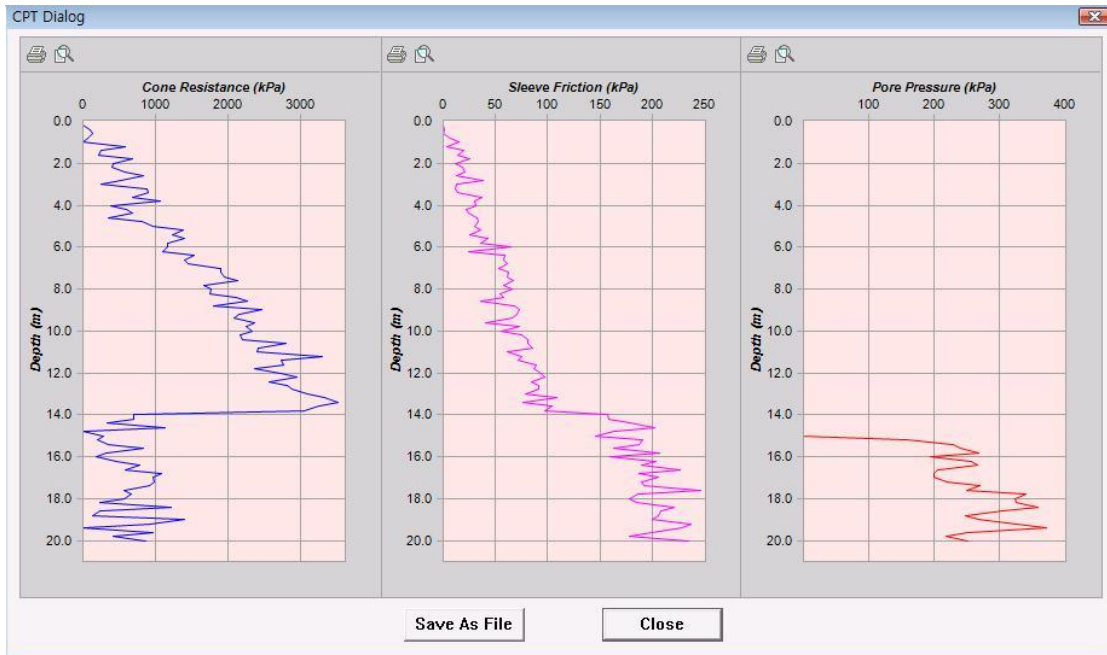 CPT Dialog
Cone Resistance (kPa)
0 1000 2000 3000
0.0
2.0
4.0
6.0
8.0
10.0
12.0
14.0
16.0
18.0
20.0
Depth (m)
Sleeve Friction (kPa)
0 50 100 150 200 250
0.0
2.0
4.0
6.0
8.0
10.0
12.0
14.0
16.0
18.0
20.0
Depth (m)
Pore Pressure (kPa)
100 200 300 400
0.0
2.0
4.0
6.0
8.0
10.0
12.0
14.0
16.0
18.0
20.0
Depth (m)
Save As File
Close